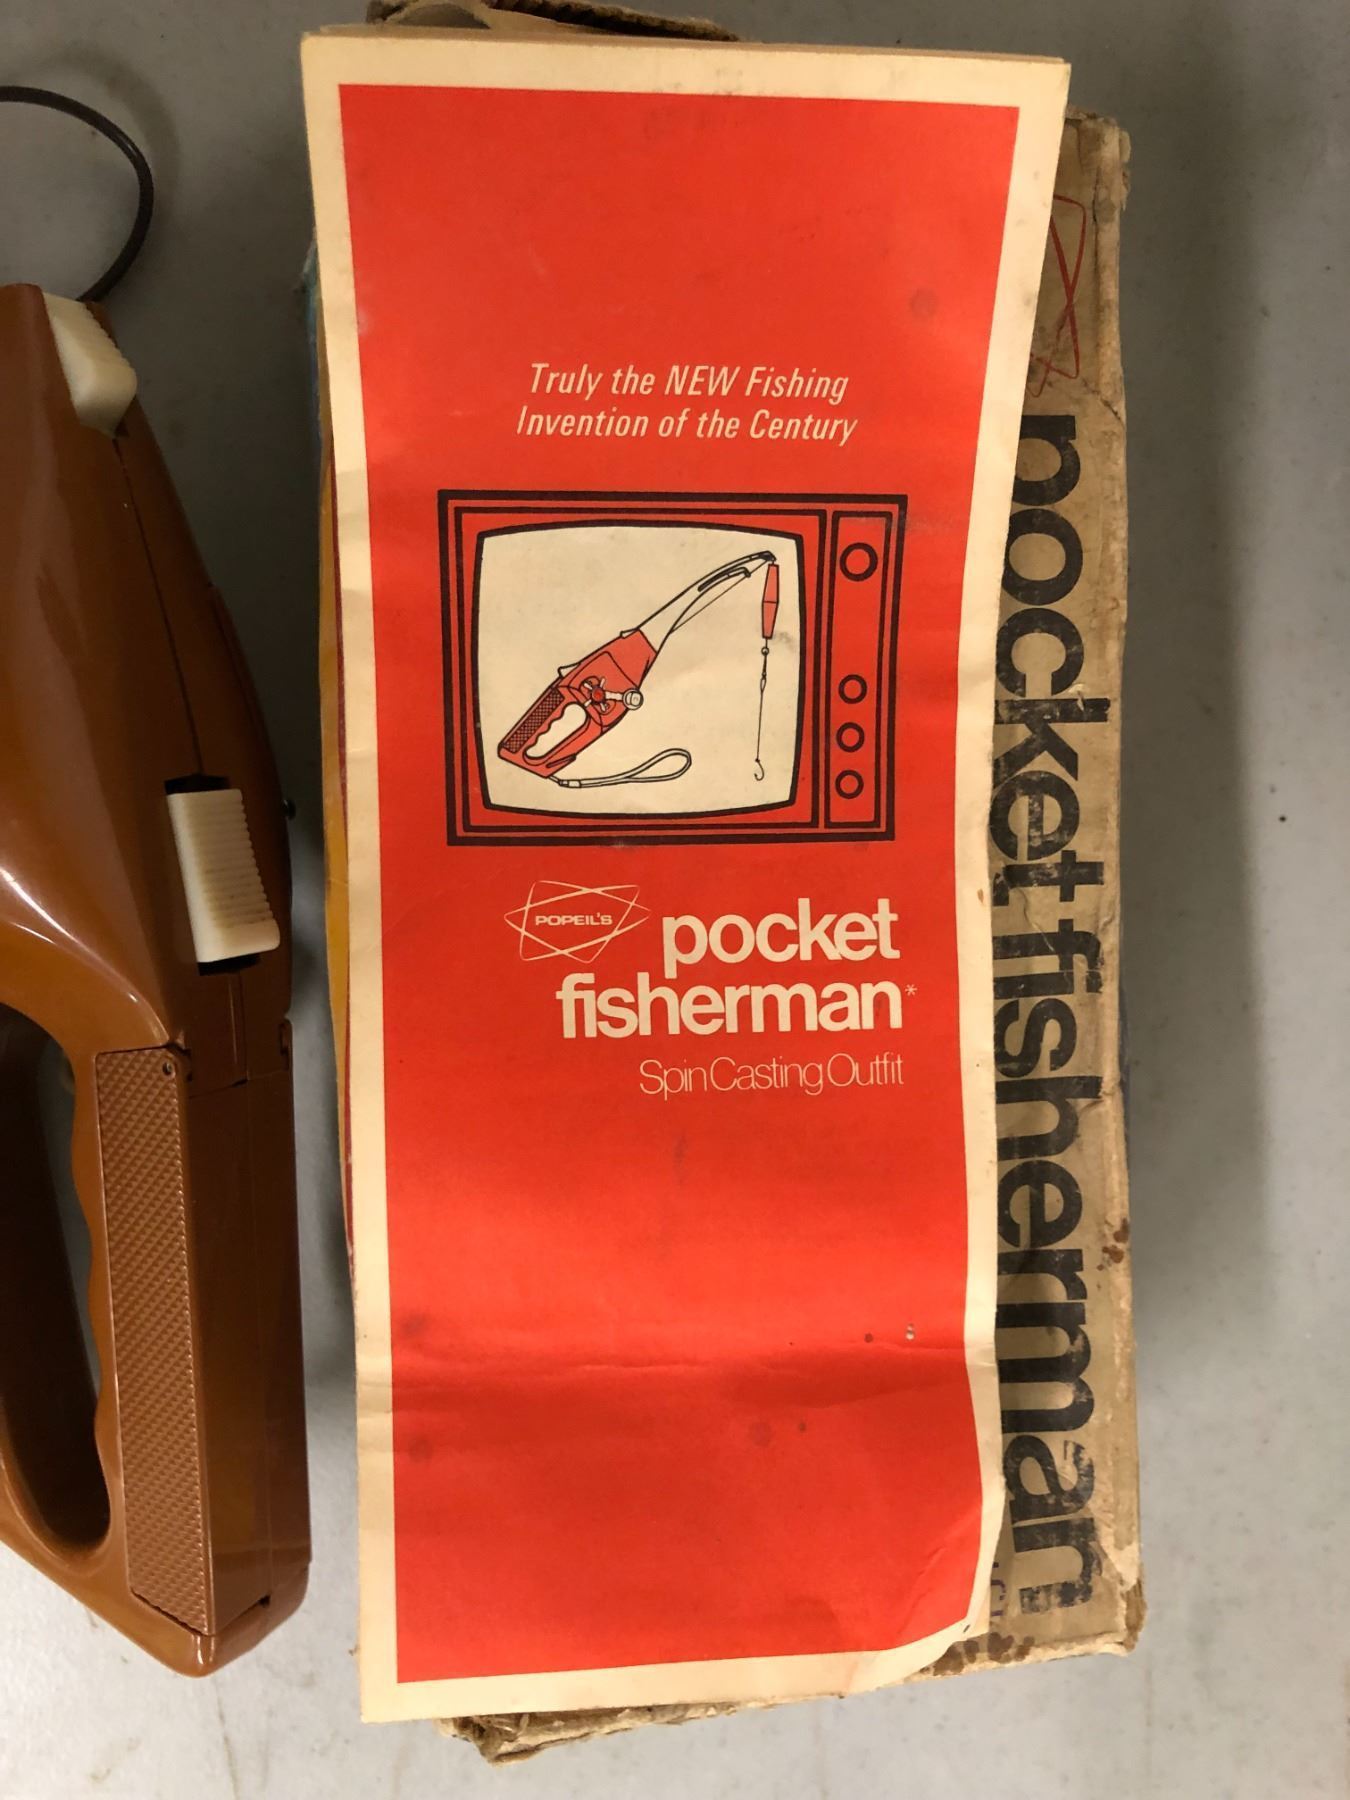 Truly the NEW Fishing
Invention of the Century
POPEIL'S
pocket
fisherman*
Spin Casting Outfit
pocket fisherman